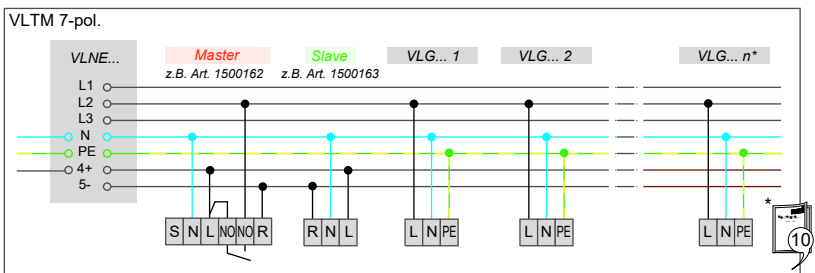 VLTM 7-pol.
VLNE... Master Slave VLG... 1 VLG... 2 VLG... n*
z.B. Art. 1500162 z.B. Art. 1500163
L1
L2
L3
N
PE
4+
5-
S N L NO NO R R N L L N PE L N PE L N PE
*
10